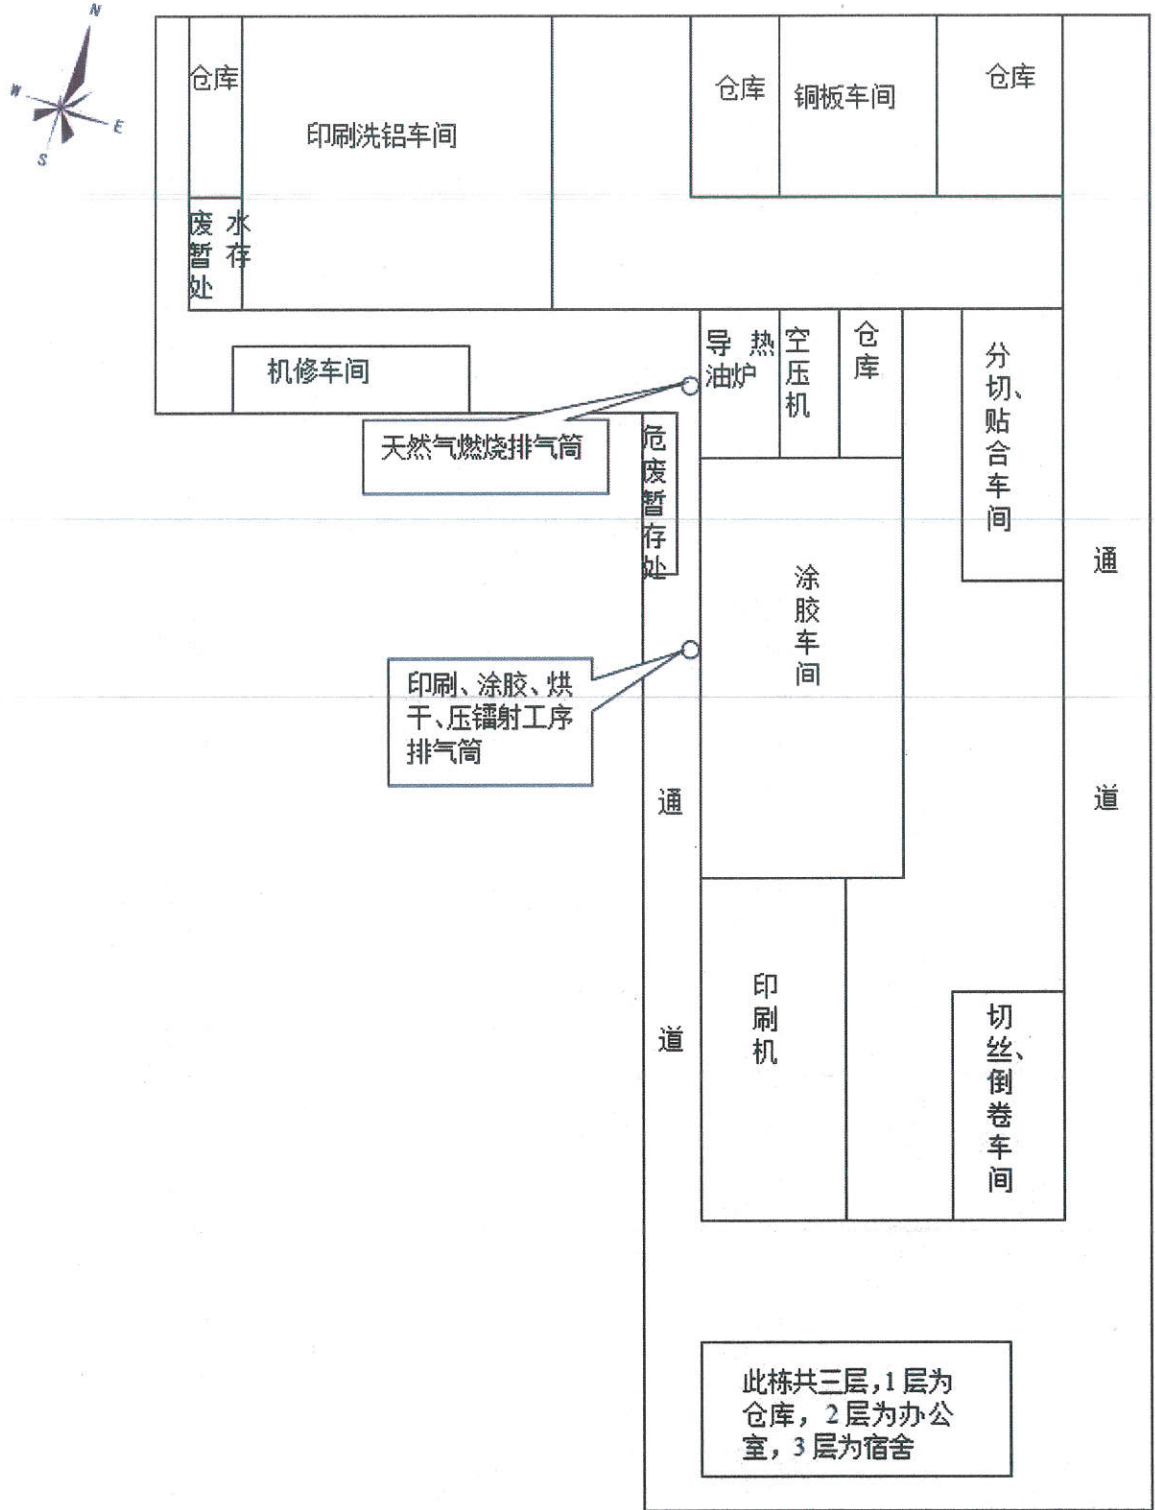 N
W
E
S
仓库
印刷洗铝车间
仓库
铜板车间
仓库
废 水
暂 存
处
机修车间
导 热
油炉
空
压
机
仓
库
分
切、
贴
合
车
间
天然气燃烧排气筒
危
废
暂
存
处
涂
胶
车
间
通
道
印刷、涂胶、烘
干、压镭射工序
排气筒
通
道
印
刷
机
切
丝、
倒
卷
车
间
此栋共三层，1 层为
仓库，2 层为办公
室，3 层为宿舍